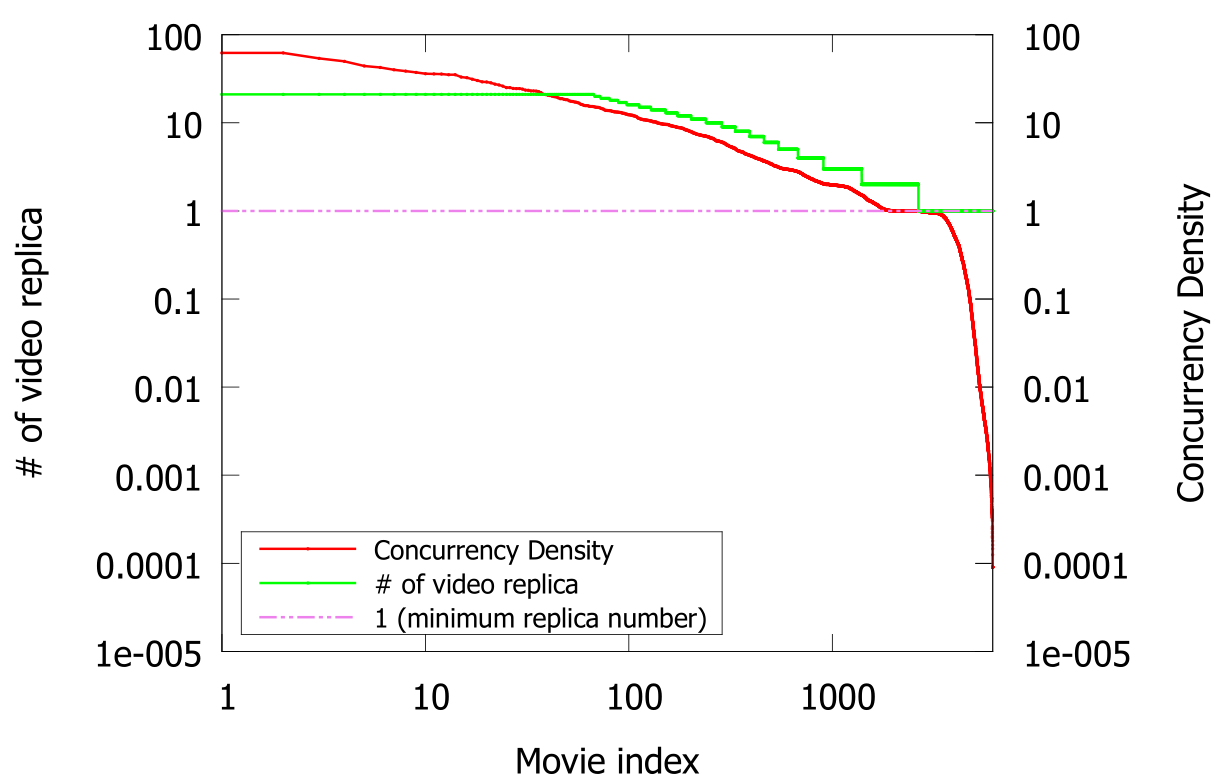 100
10
1
0.1
0.01
0.001
0.0001
1e-005
# of video replica
100
10
1
0.1
0.01
0.001
0.0001
1e-005
Concurrency Density
Concurrency Density
# of video replica
1 (minimum replica number)
1
10
100
1000
Movie index